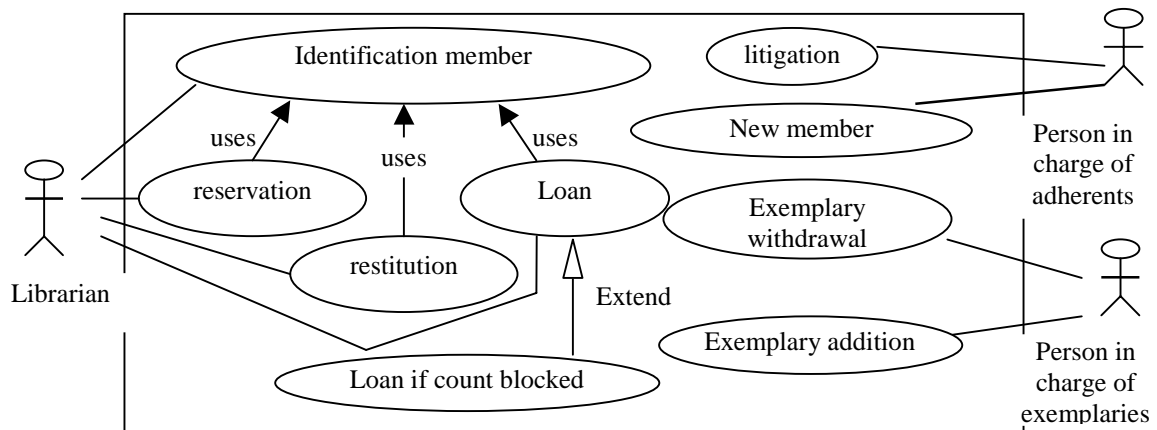 Identification member
litigation
New member
uses
uses
uses
Person in
charge of
adherents
reservation
Loan
Exemplary
withdrawal
restitution
Librarian
Extend
Exemplary addition
Loan if count blocked
Person in
charge of
exemplaries